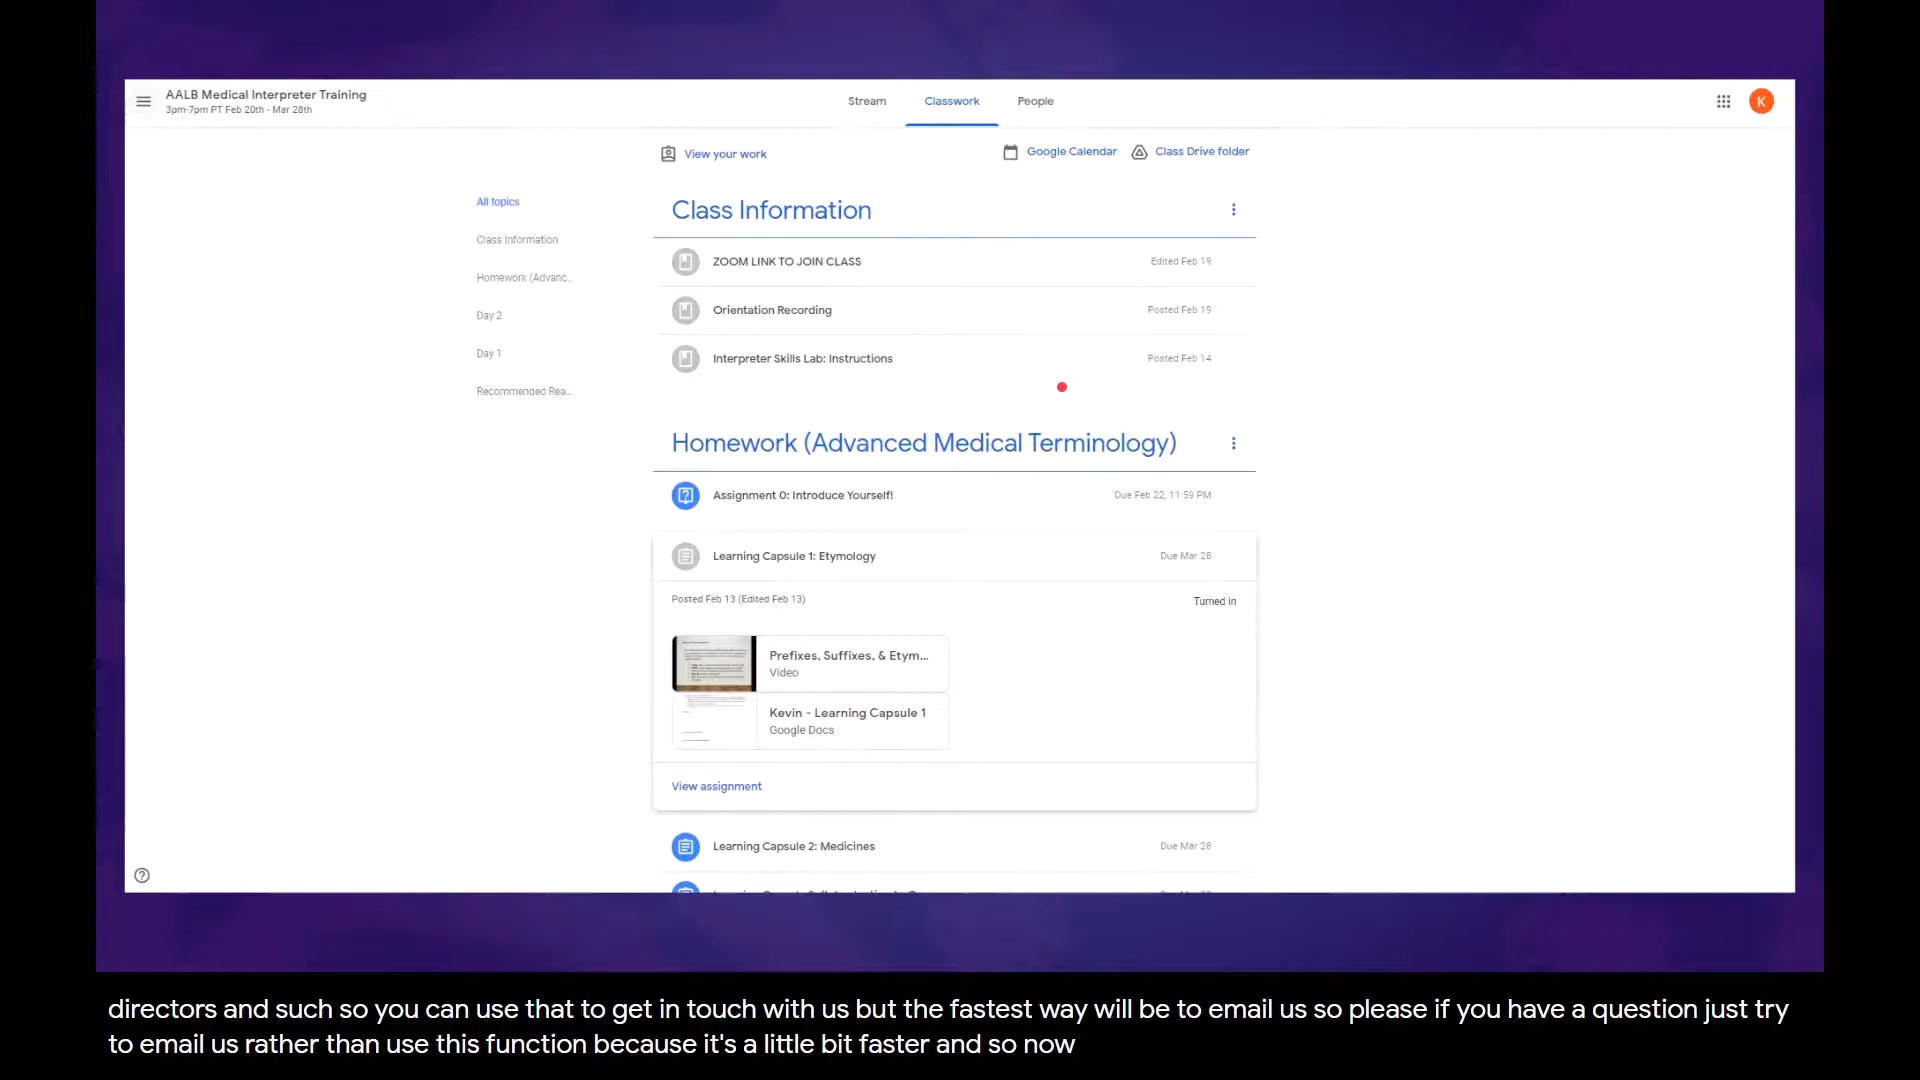 AALB Medical Interpreter Training
3pm-7pm PT Feb 20th - Mar 28th
Stream
Classwork
People
K
View your work
Google Calendar
Class Drive folder
All topics
Class Information
Homework (Advanc...
Day 2
Day 1
Recommended Rea...
Class Information
ZOOM LINK TO JOIN CLASS
Edited Feb 19
Orientation Recording
Posted Feb 19
Interpreter Skills Lab: Instructions
Posted Feb 14
Homework (Advanced Medical Terminology)
Assignment 0: Introduce Yourself!
Due Feb 22, 11:59 PM
Learning Capsule 1: Etymology
Due Mar 28
Posted Feb 13 (Edited Feb 13)
Turned in
Prefixes, Suffixes, & Etym...
Video
Kevin - Learning Capsule 1
Google Docs
View assignment
Learning Capsule 2: Medicines
Due Mar 28
directors and such so you can use that to get in touch with us but the fastest way will be to email us so please if you have a question just try
to email us rather than use this function because it's a little bit faster and so now